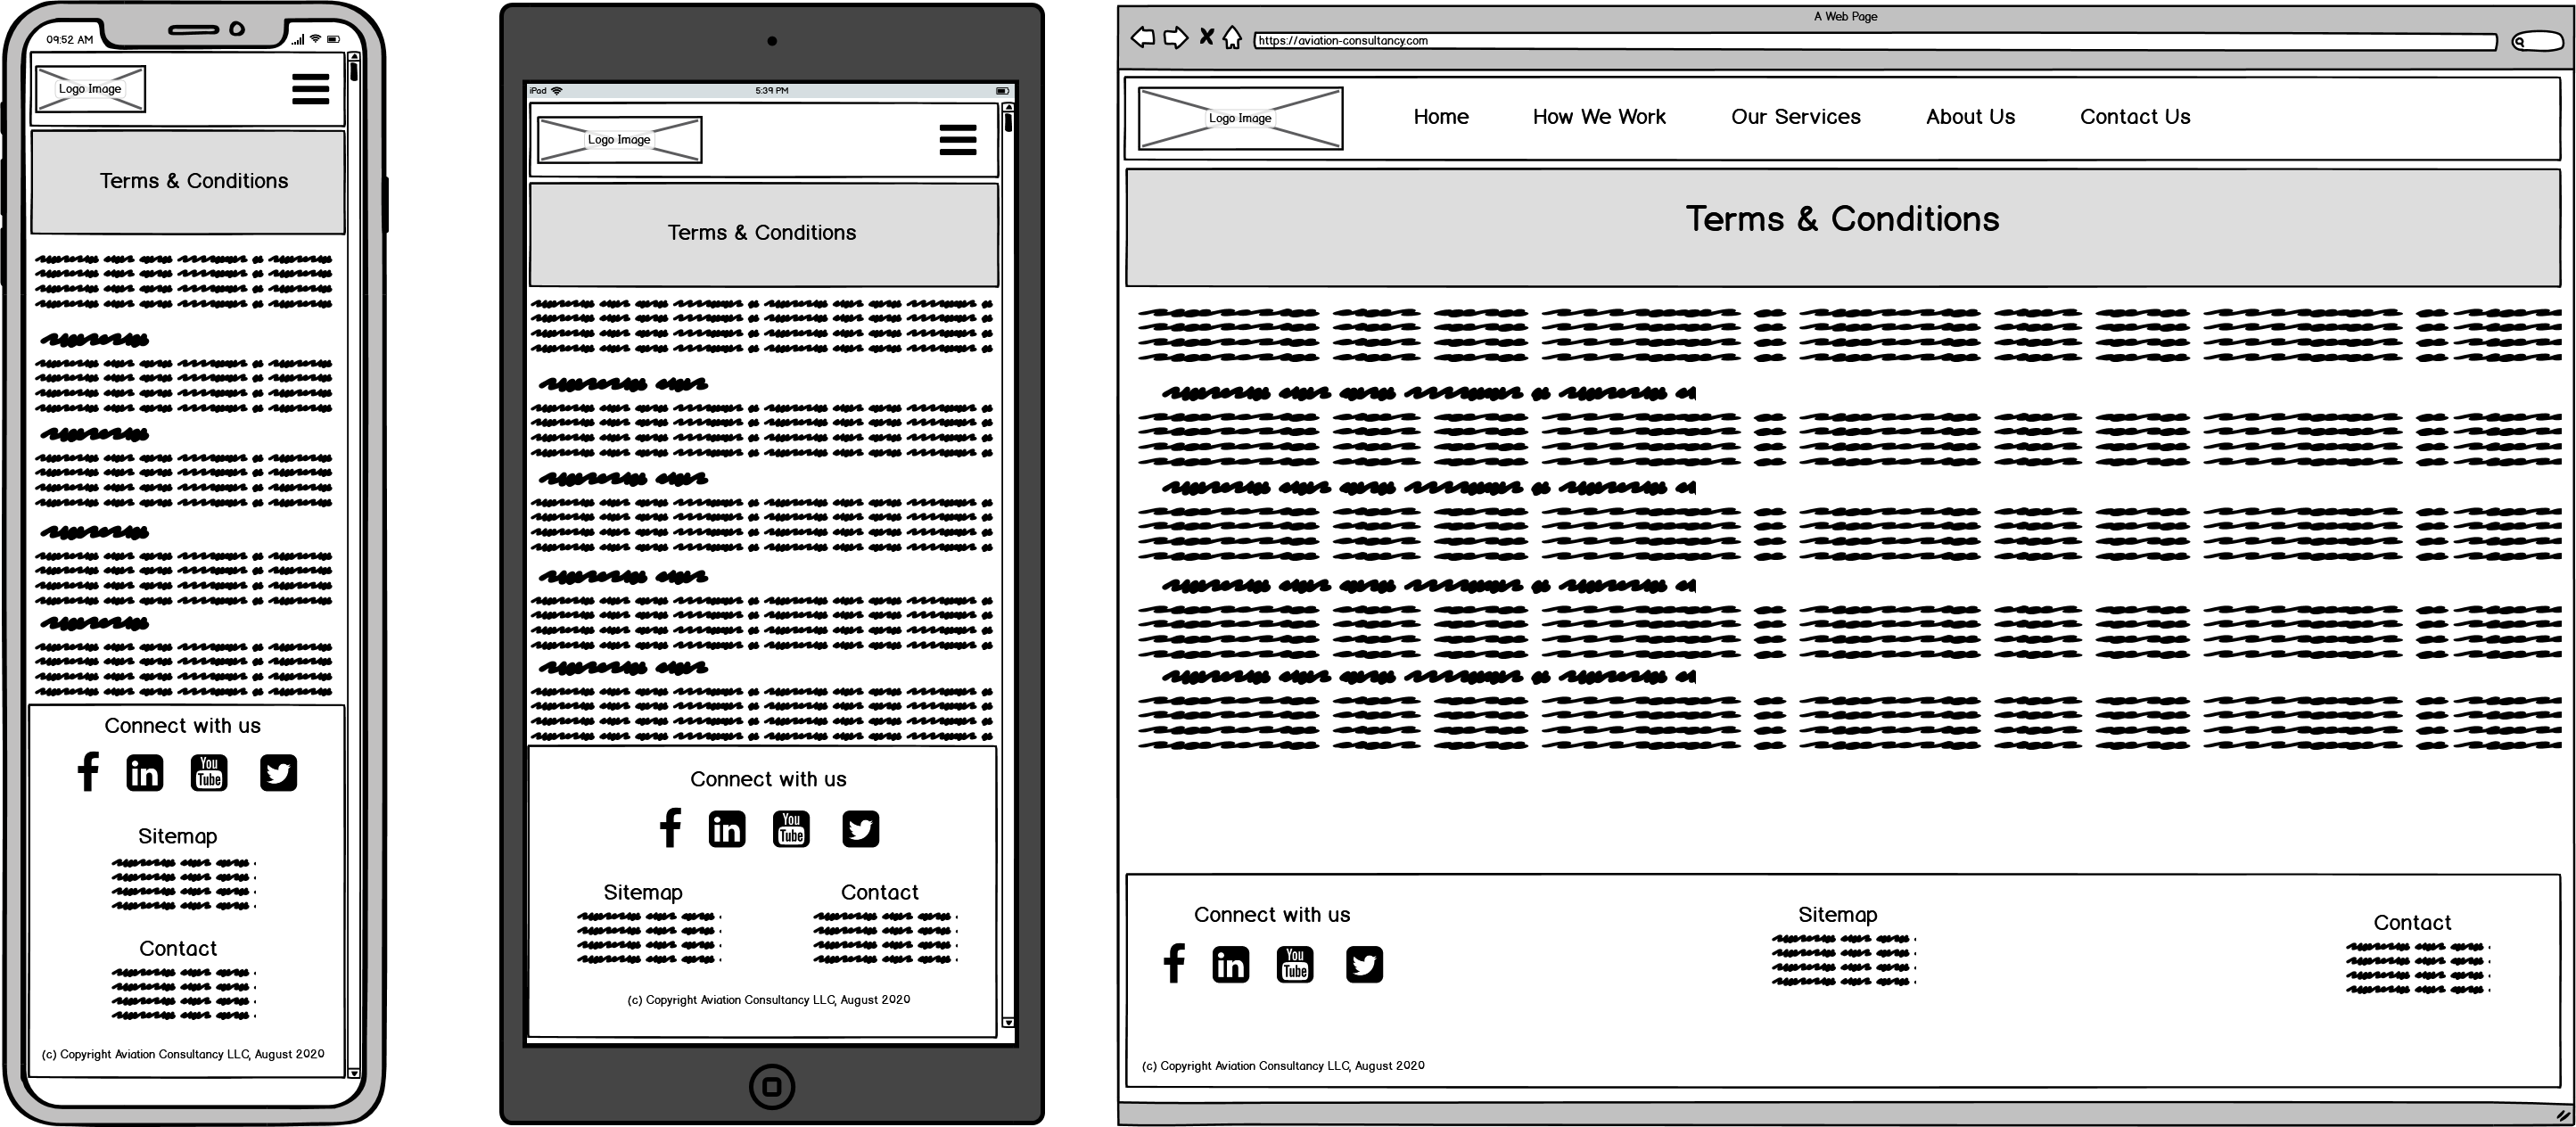 09:52 AM
Logo Image
Terms & Conditions
Connect with us
You
Tube
Sitemap
Contact
(c) Copyright Aviation Consultancy LLC, August 2020
iPad
5:39 PM
Logo Image
Terms & Conditions
Connect with us
You
Tube
Sitemap
Contact
(c) Copyright Aviation Consultancy LLC, August 2020
A Web Page
https://aviation-consultancy.com
Logo Image
Home
How We Work
Our Services
About Us
Contact Us
Terms & Conditions
Connect with us
You
Tube
Sitemap
Contact
(c) Copyright Aviation Consultancy LLC, August 2020